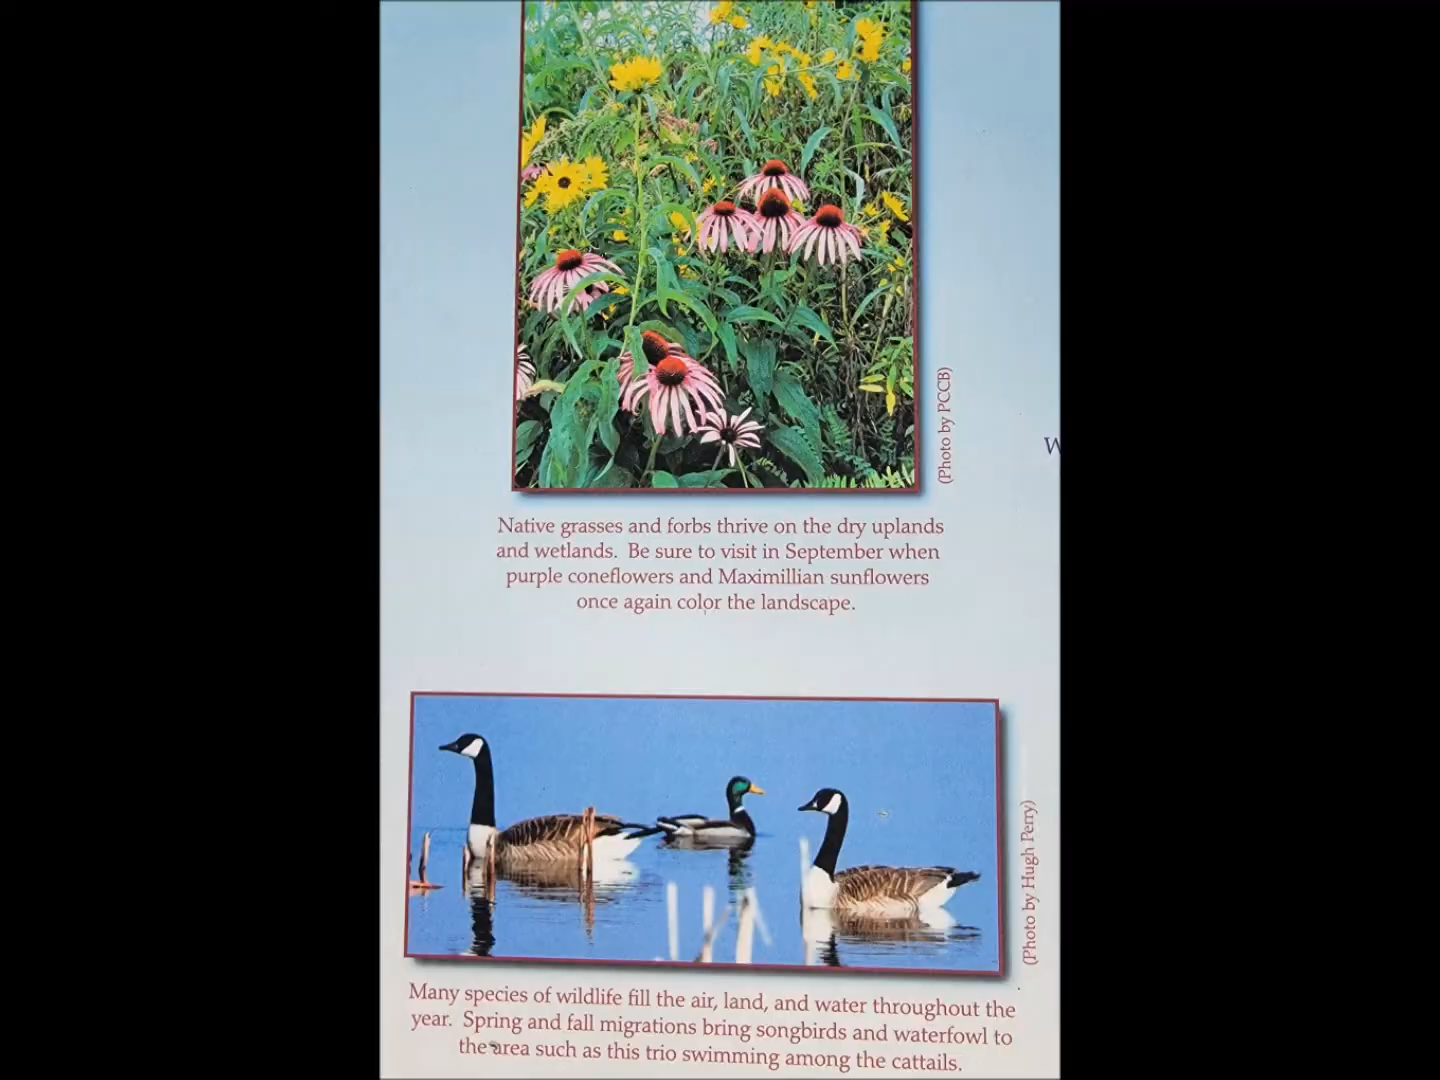 (Photo by PCCB)
W
Native grasses and forbs thrive on the dry uplands
and wetlands. Be sure to visit in September when
purple coneflowers and Maximillian sunflowers
once again color the landscape.
(Photo by Hugh Perry)
Many species of wildlife fill the air, land, and water throughout the
year. Spring and fall migrations bring songbirds and waterfowl to
the area such as this trio swimming among the cattails.